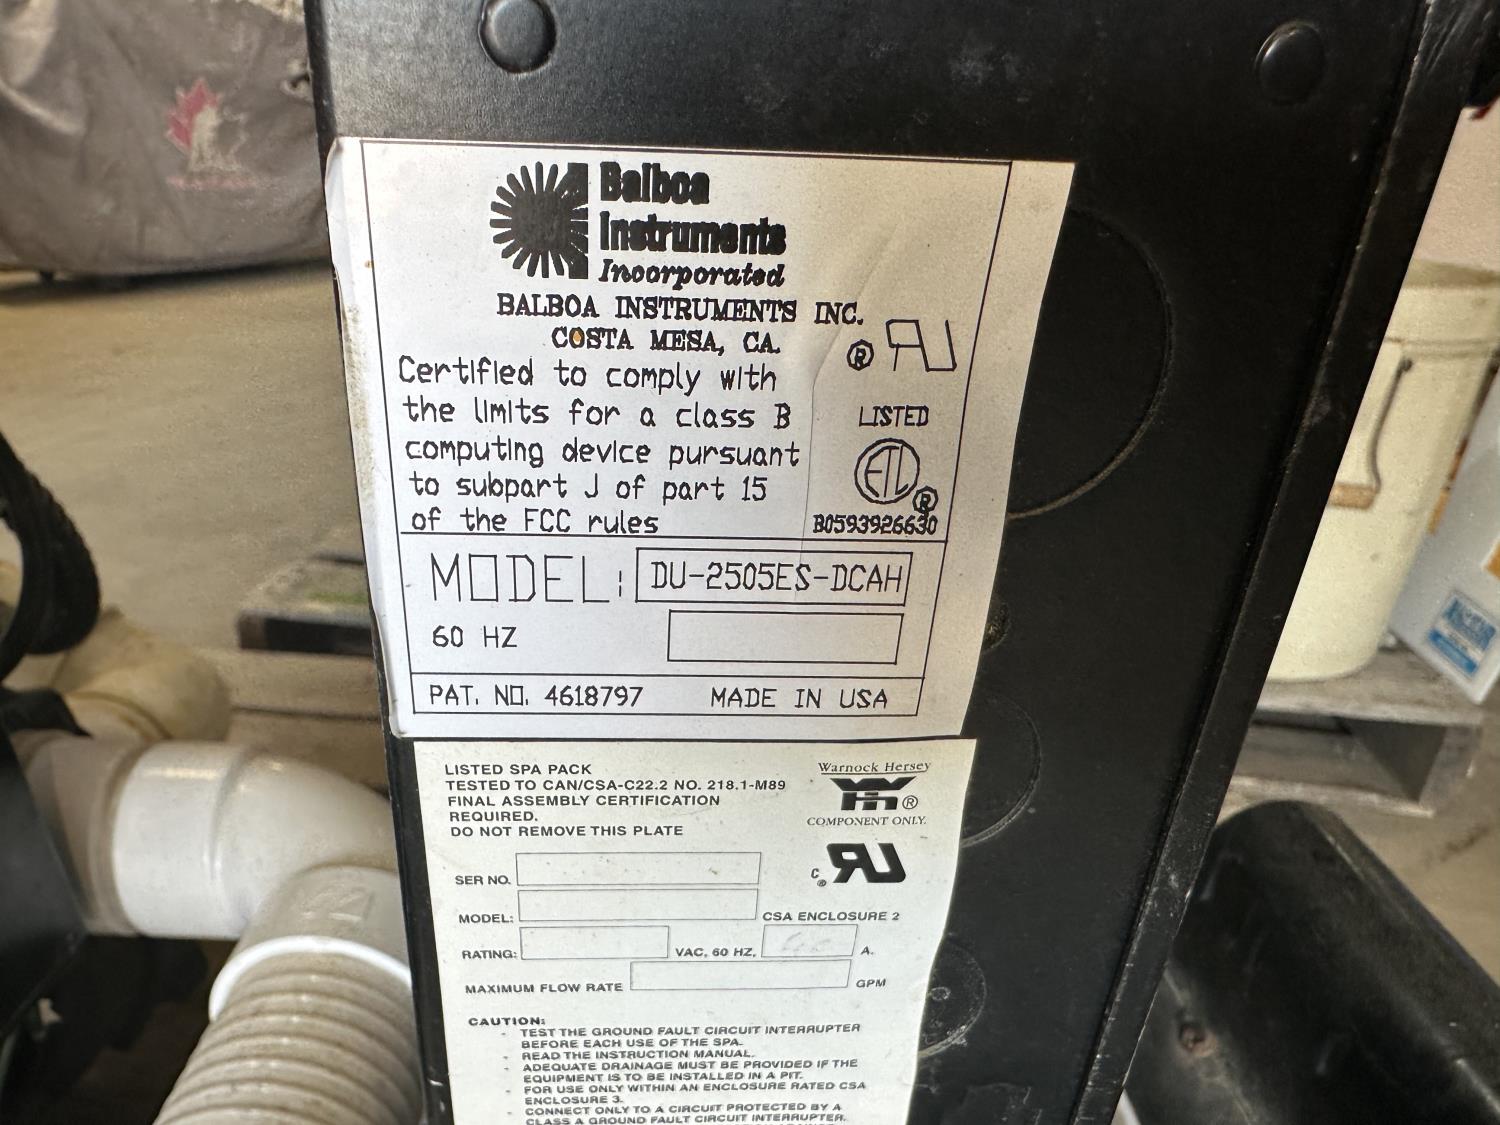 Balboa
Instruments
Incorporated
BALBOA INSTRUMENTS INC.
COSTA MESA, CA.
Certified to comply with
the limits for a class B
computing device pursuant
to subpart J of part 15
of the FCC rules
® RU
LISTED
ETL ®
B0593926630
MODEL: DU-2505ES-DCAH
60 HZ
PAT. NO. 4618797 MADE IN USA
LISTED SPA PACK
TESTED TO CAN/CSA-C22.2 NO. 218.1-M89
FINAL ASSEMBLY CERTIFICATION
REQUIRED.
DO NOT REMOVE THIS PLATE
Warnock Hersey
WH ®
COMPONENT ONLY.
C RU ®
SER NO.
MODEL:
CSA ENCLOSURE 2
RATING: VAC, 60 HZ, A.
MAXIMUM FLOW RATE GPM
CAUTION:
- TEST THE GROUND FAULT CIRCUIT INTERRUPTER
BEFORE EACH USE OF THE SPA.
- READ THE INSTRUCTION MANUAL.
- ADEQUATE DRAINAGE MUST BE PROVIDED IF THE
EQUIPMENT IS TO BE INSTALLED IN A PIT.
- FOR USE ONLY WITHIN AN ENCLOSURE RATED CSA
ENCLOSURE 3.
- CONNECT ONLY TO A CIRCUIT PROTECTED BY A
CLASS A GROUND FAULT CIRCUIT INTERRUPTER.